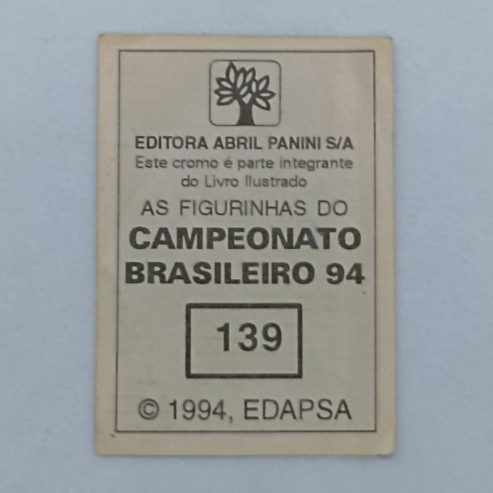 EDITORA ABRIL PANINI S/A
Este cromo é parte integrante
do Livro Ilustrado
AS FIGURINHAS DO
CAMPEONATO
BRASILEIRO 94
139
© 1994, EDAPSA